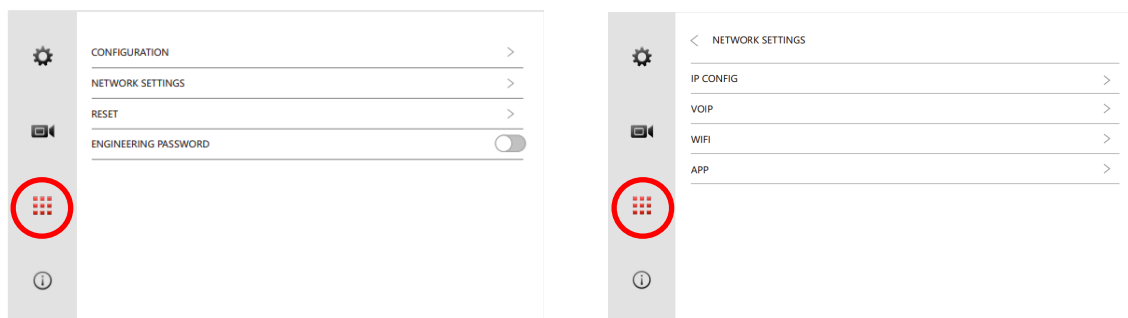 CONFIGURATION
NETWORK SETTINGS
RESET
ENGINEERING PASSWORD
NETWORK SETTINGS
IP CONFIG
VOIP
WIFI
APP